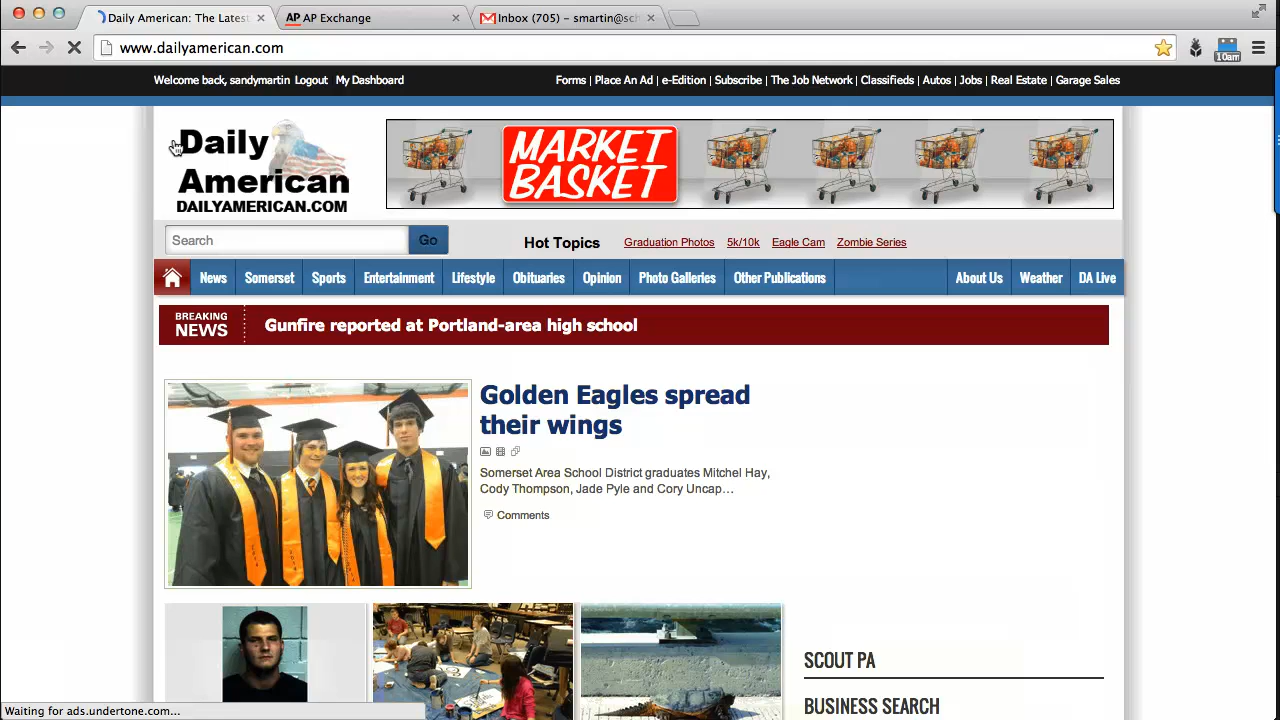 Daily American: The Latest
AP AP Exchange
Inbox (705) – smartin@sch
www.dailyamerican.com
10am
Welcome back, sandymartin Logout My Dashboard
Forms | Place An Ad | e-Edition | Subscribe | The Job Network | Classifieds | Autos | Jobs | Real Estate | Garage Sales
Daily
American
DAILYAMERICAN.COM
MARKET
BASKET
Search
Go
Hot Topics
Graduation Photos 5k/10k Eagle Cam Zombie Series
News Somerset Sports Entertainment Lifestyle Obituaries Opinion Photo Galleries Other Publications About Us Weather DA Live
BREAKING
NEWS
Gunfire reported at Portland-area high school
Golden Eagles spread
their wings
Somerset Area School District graduates Mitchel Hay,
Cody Thompson, Jade Pyle and Cory Uncap...
Comments
SCOUT PA
BUSINESS SEARCH
Waiting for ads.undertone.com...